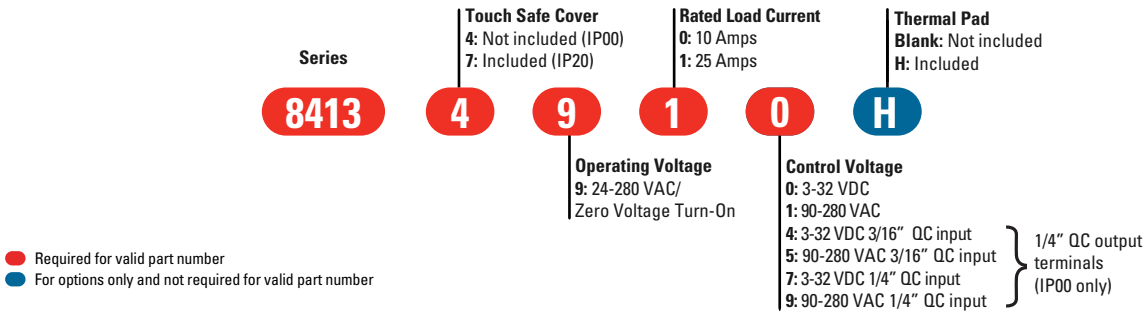 Touch Safe Cover
4: Not included (IP00)
7: Included (IP20)
Rated Load Current
0: 10 Amps
1: 25 Amps
Thermal Pad
Blank: Not included
H: Included
Series
8413
4
9
1
0
H
Operating Voltage
9: 24-280 VAC/
Zero Voltage Turn-On
Control Voltage
0: 3-32 VDC
1: 90-280 VAC
4: 3-32 VDC 3/16” QC input
5: 90-280 VAC 3/16” QC input
7: 3-32 VDC 1/4” QC input
9: 90-280 VAC 1/4” QC input
1/4” QC output
terminals
(IP00 only)
Required for valid part number
For options only and not required for valid part number